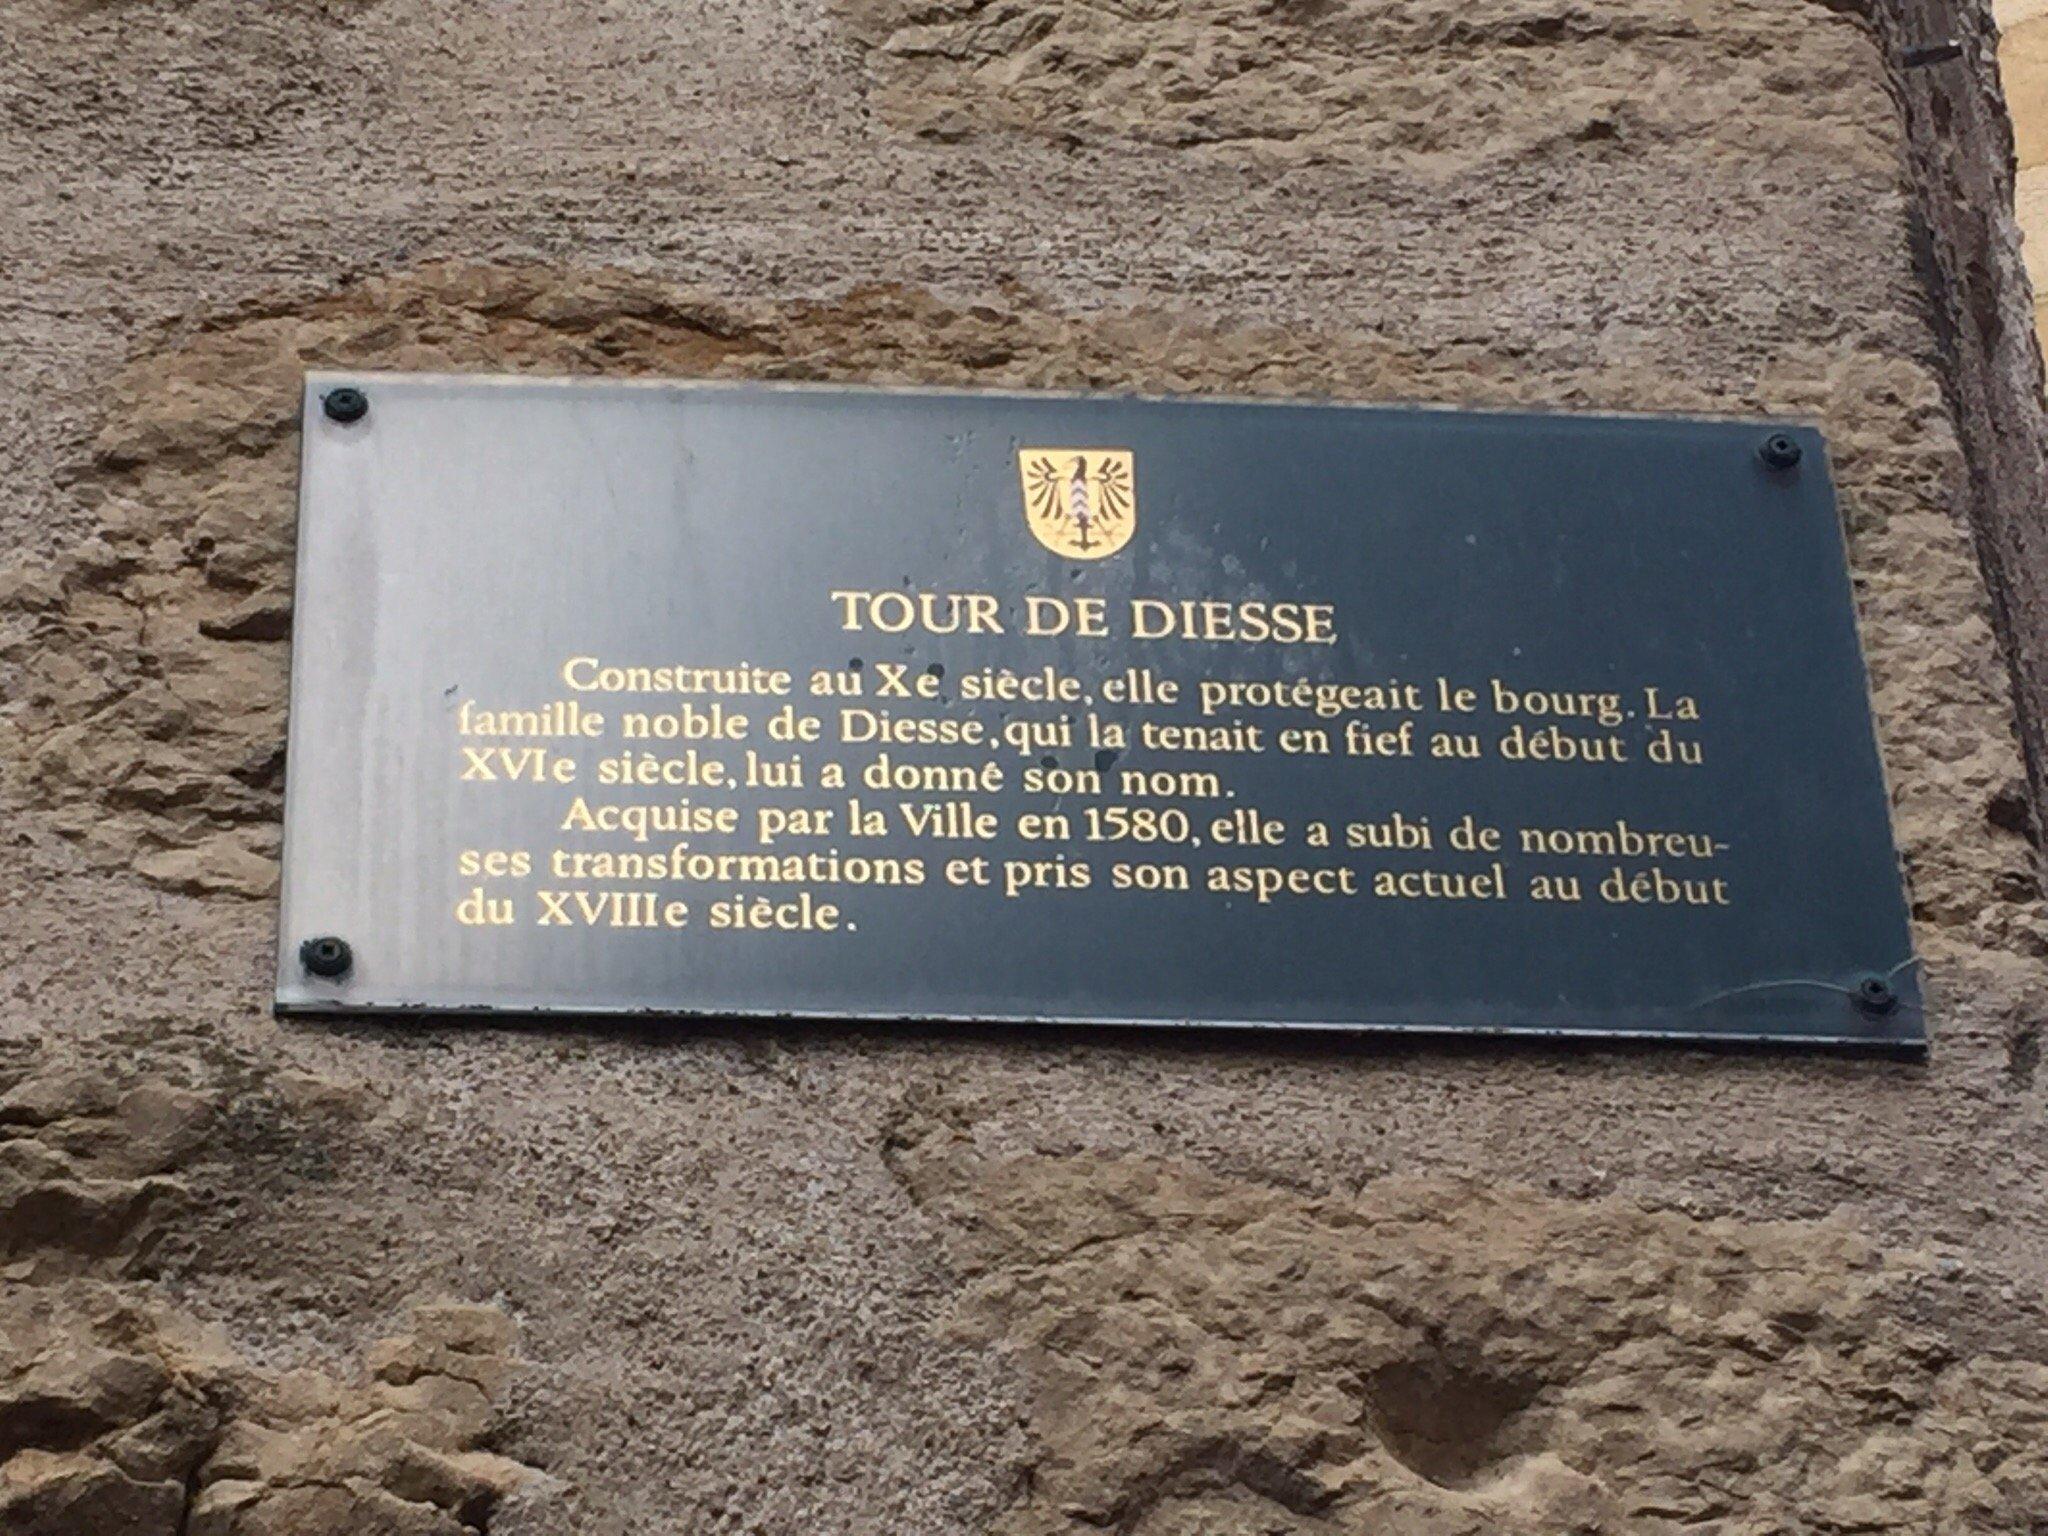 TOUR DE DIESSE
Construite au Xe siècle, elle protégeait le bourg. La
famille noble de Diesse, qui la tenait en fief au début du
XVIe siècle, lui a donné son nom.
Acquise par la Ville en 1580, elle a subi de nombreu-
ses transformations et pris son aspect actuel au début
du XVIIIe siècle.